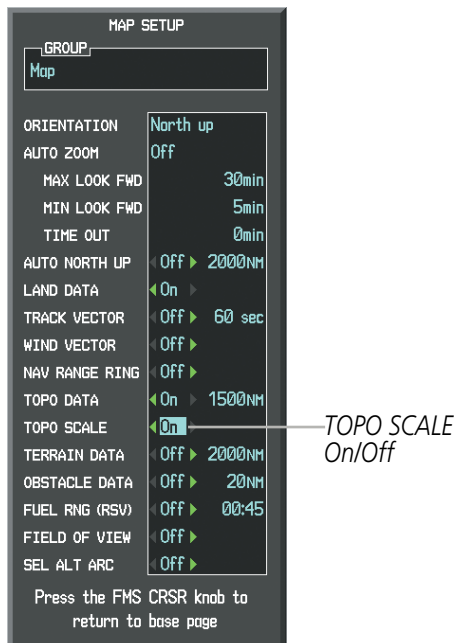 MAP SETUP
GROUP
Map
ORIENTATION North up
AUTO ZOOM Off
MAX LOOK FWD 30min
MIN LOOK FWD 5min
TIME OUT 0min
AUTO NORTH UP Off 2000NM
LAND DATA On
TRACK VECTOR Off 60 sec
WIND VECTOR Off
NAV RANGE RING Off
TOPO DATA On 1500NM
TOPO SCALE On
TERRAIN DATA Off 2000NM
OBSTACLE DATA Off 20NM
FUEL RNG (RSV) Off 00:45
FIELD OF VIEW Off
SEL ALT ARC Off
Press the FMS CRSR knob to
return to base page
TOPO SCALE
On/Off